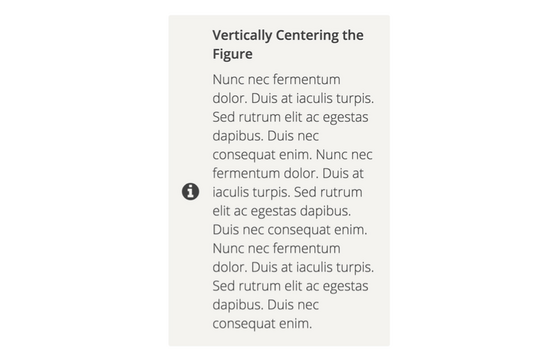 Vertically Centering the
Figure
Nunc nec fermentum
dolor. Duis at iaculis turpis.
Sed rutrum elit ac egestas
dapibus. Duis nec
consequat enim. Nunc nec
fermentum dolor. Duis at
iaculis turpis. Sed rutrum
elit ac egestas dapibus.
Duis nec consequat enim.
Nunc nec fermentum
dolor. Duis at iaculis turpis.
Sed rutrum elit ac egestas
dapibus. Duis nec
consequat enim.